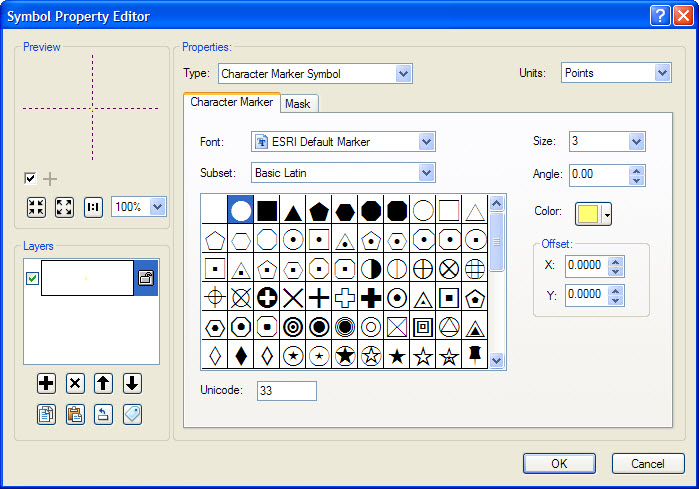 Symbol Property Editor
Preview
100%
Layers
Properties:
Type: Character Marker Symbol
Units: Points
Character Marker Mask
Font: ESRI Default Marker
Subset: Basic Latin
Size: 3
Angle: 0.00
Color:
Offset:
X: 0.0000
Y: 0.0000
Unicode: 33
OK Cancel